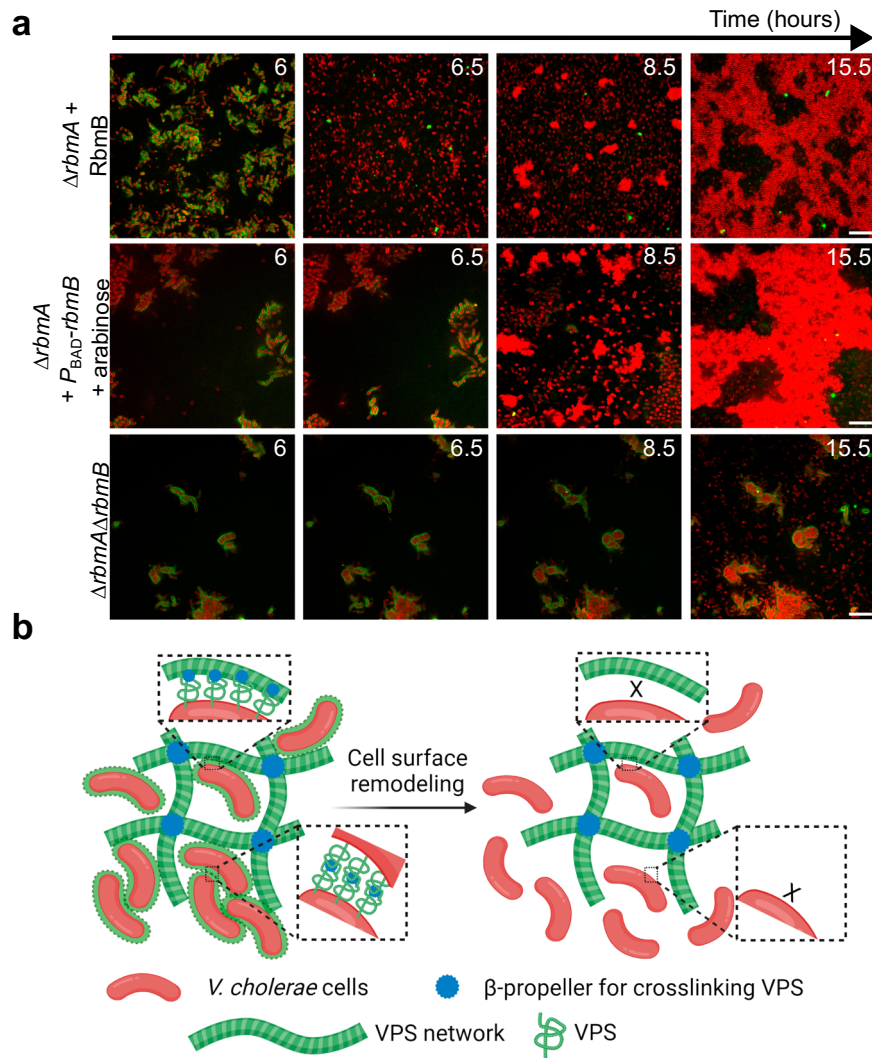 a
Time (hours)
ΔrbmA +
RbmB
6
6.5
8.5
15.5
ΔrbmA
+ PBAD-rbmB
+ arabinose
6
6.5
8.5
15.5
ΔrbmAΔrbmB
6
6.5
8.5
15.5
b
X
Cell surface
remodeling
X
V. cholerae cells
β-propeller for crosslinking VPS
VPS network
VPS